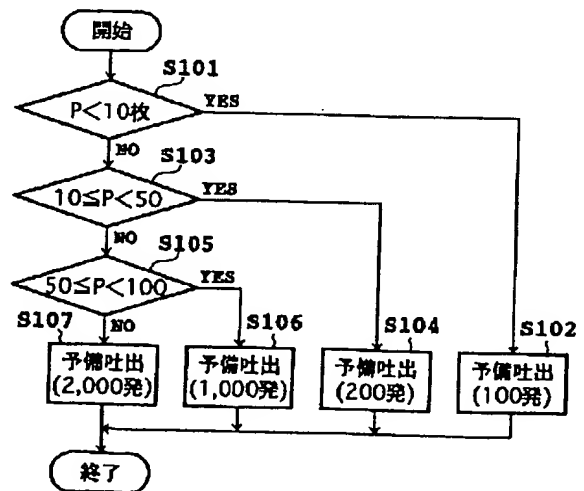 開始
S101
P<10枚
YES
NO
S103
10≦P<50
YES
NO
S105
50≦P<100
YES
NO
S107
S106
S104
S102
予備吐出
(2,000発)
予備吐出
(1,000発)
予備吐出
(200発)
予備吐出
(100発)
終了